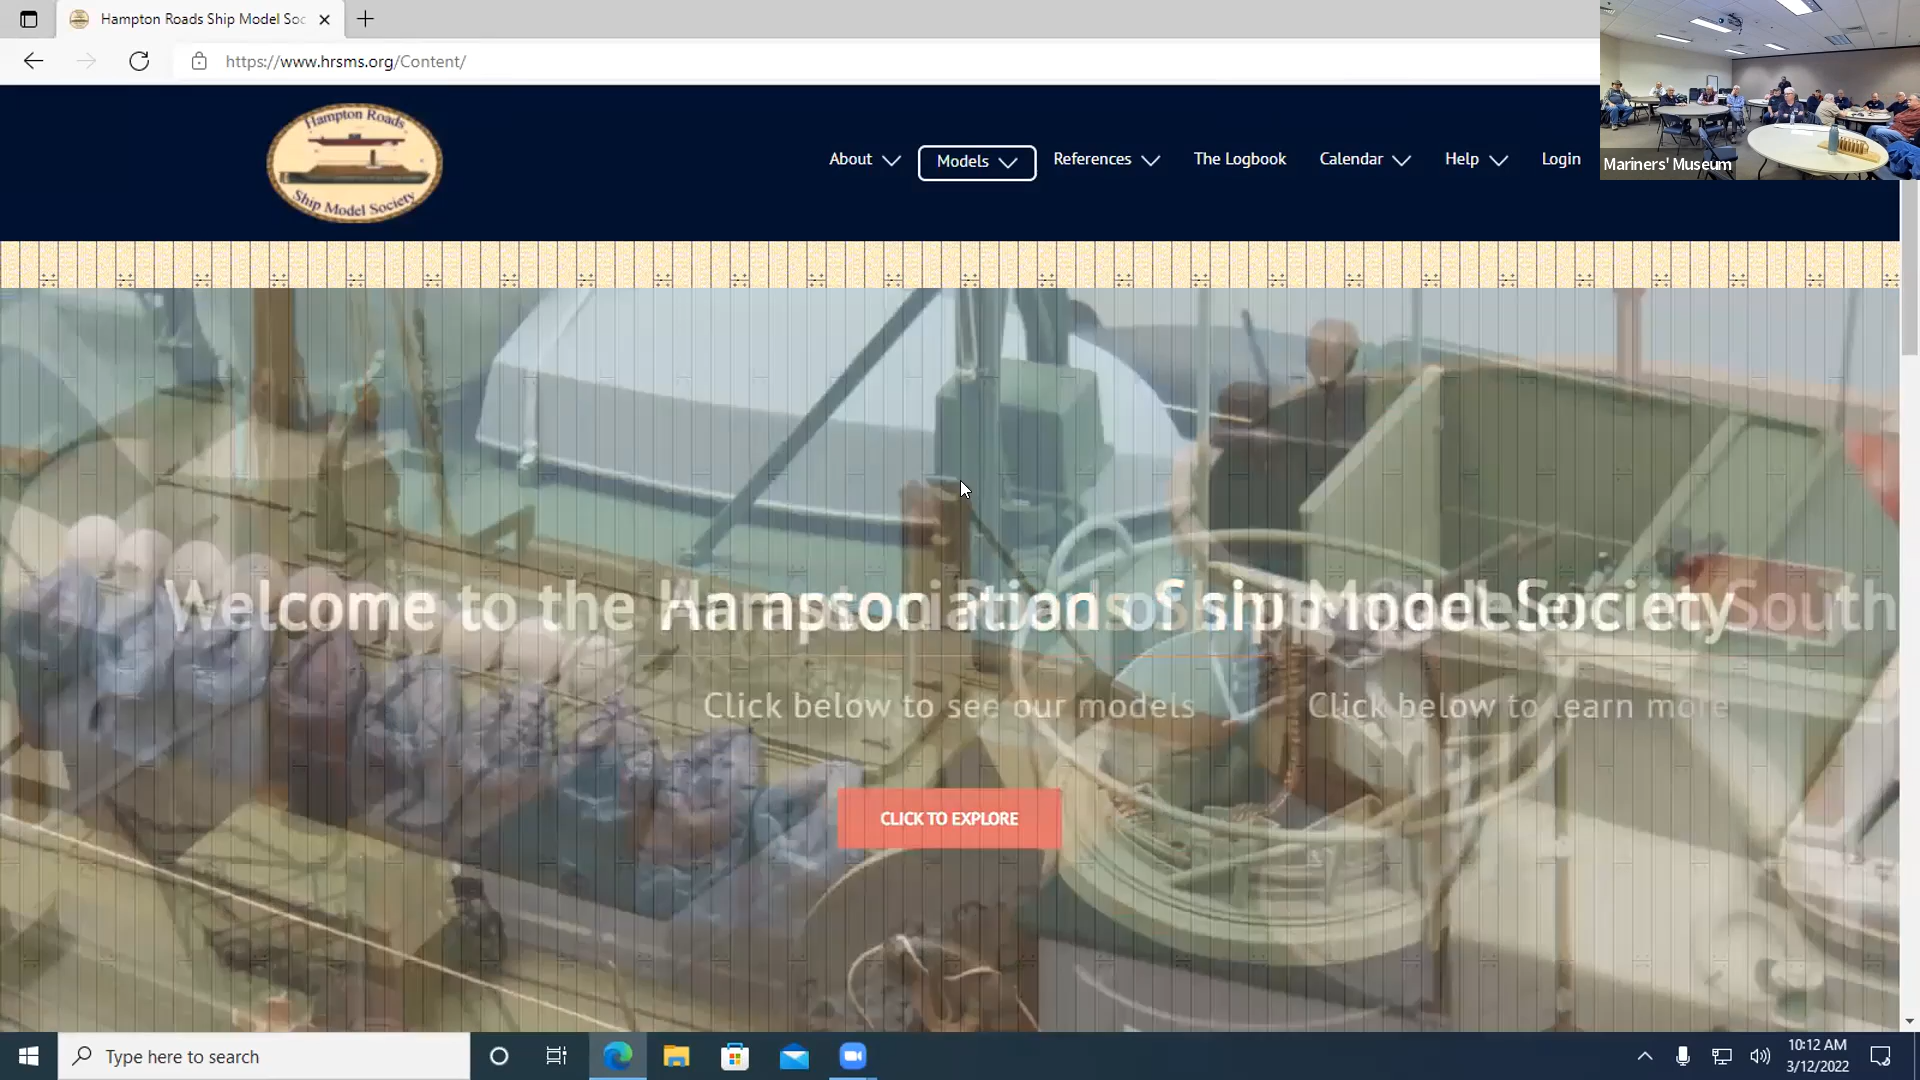 Hampton Roads Ship Model Soc
https://www.hrsms.org/Content/
Hampton Roads
Ship Model Society
About
Models
References
The Logbook
Calendar
Help
Login
Mariners' Museum
Welcome to the Hampton Roads Ship Model Society
South
Click below to see our models
Click below to learn more
CLICK TO EXPLORE
Type here to search
10:12 AM
3/12/2022